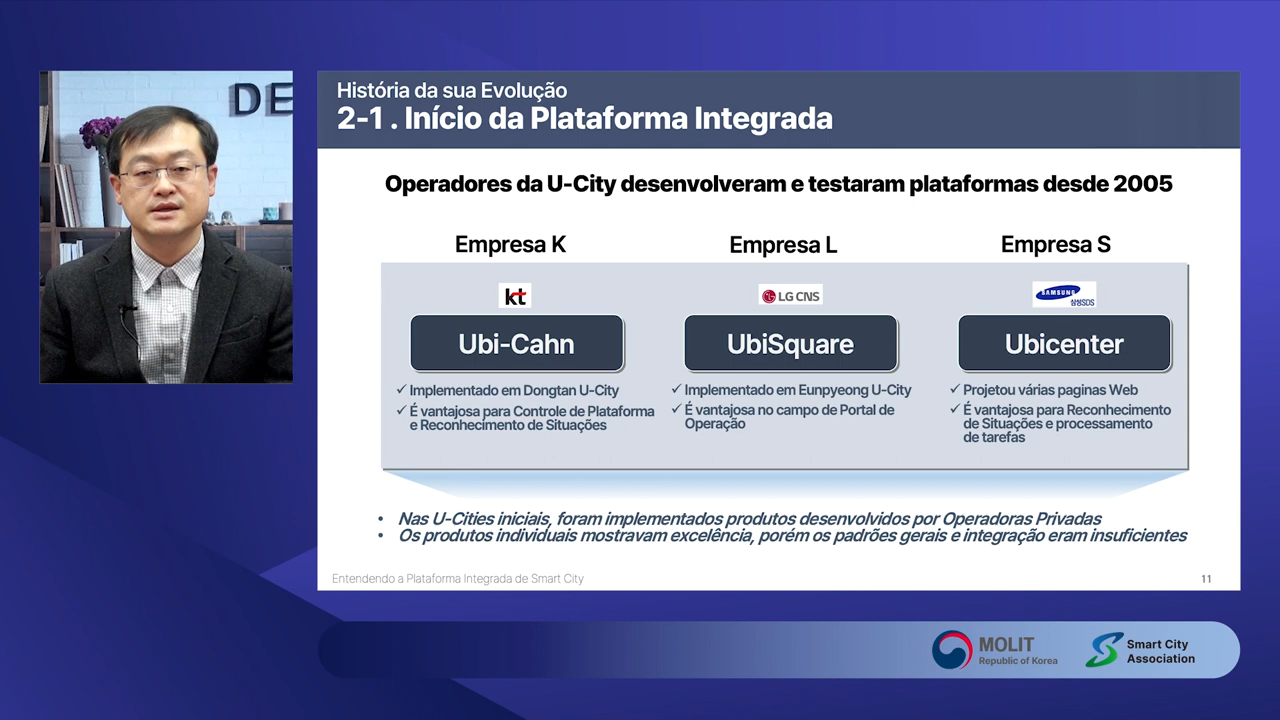 DE
História da sua Evolução
2-1 . Início da Plataforma Integrada
Operadores da U-City desenvolveram e testaram plataformas desde 2005
Empresa K
Empresa L
Empresa S
kt
LG CNS
SAMSUNG
삼성SDS
Ubi-Cahn
UbiSquare
Ubicenter
✓ Implementado em Dongtan U-City
✓ É vantajosa para Controle de Plataforma
e Reconhecimento de Situações
✓ Implementado em Eunpyeong U-City
✓ É vantajosa no campo de Portal de
Operação
✓ Projetou várias paginas Web
✓ É vantajosa para Reconhecimento
de Situações e processamento
de tarefas
• Nas U-Cities iniciais, foram implementados produtos desenvolvidos por Operadoras Privadas
• Os produtos individuais mostravam excelência, porém os padrões gerais e integração eram insuficientes
Entendendo a Plataforma Integrada de Smart City
11
MOLIT
Republic of Korea
Smart City
Association